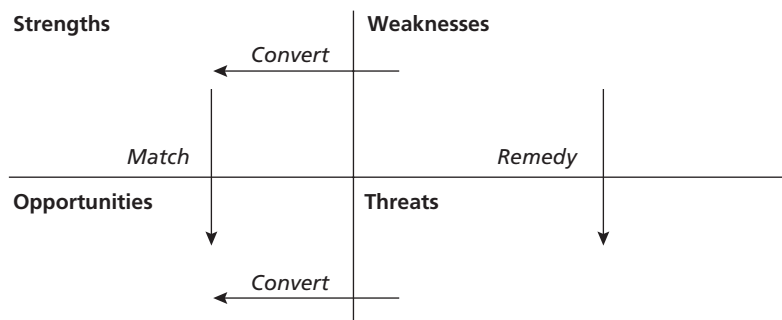 Strengths
Weaknesses
Convert
Match
Remedy
Opportunities
Threats
Convert